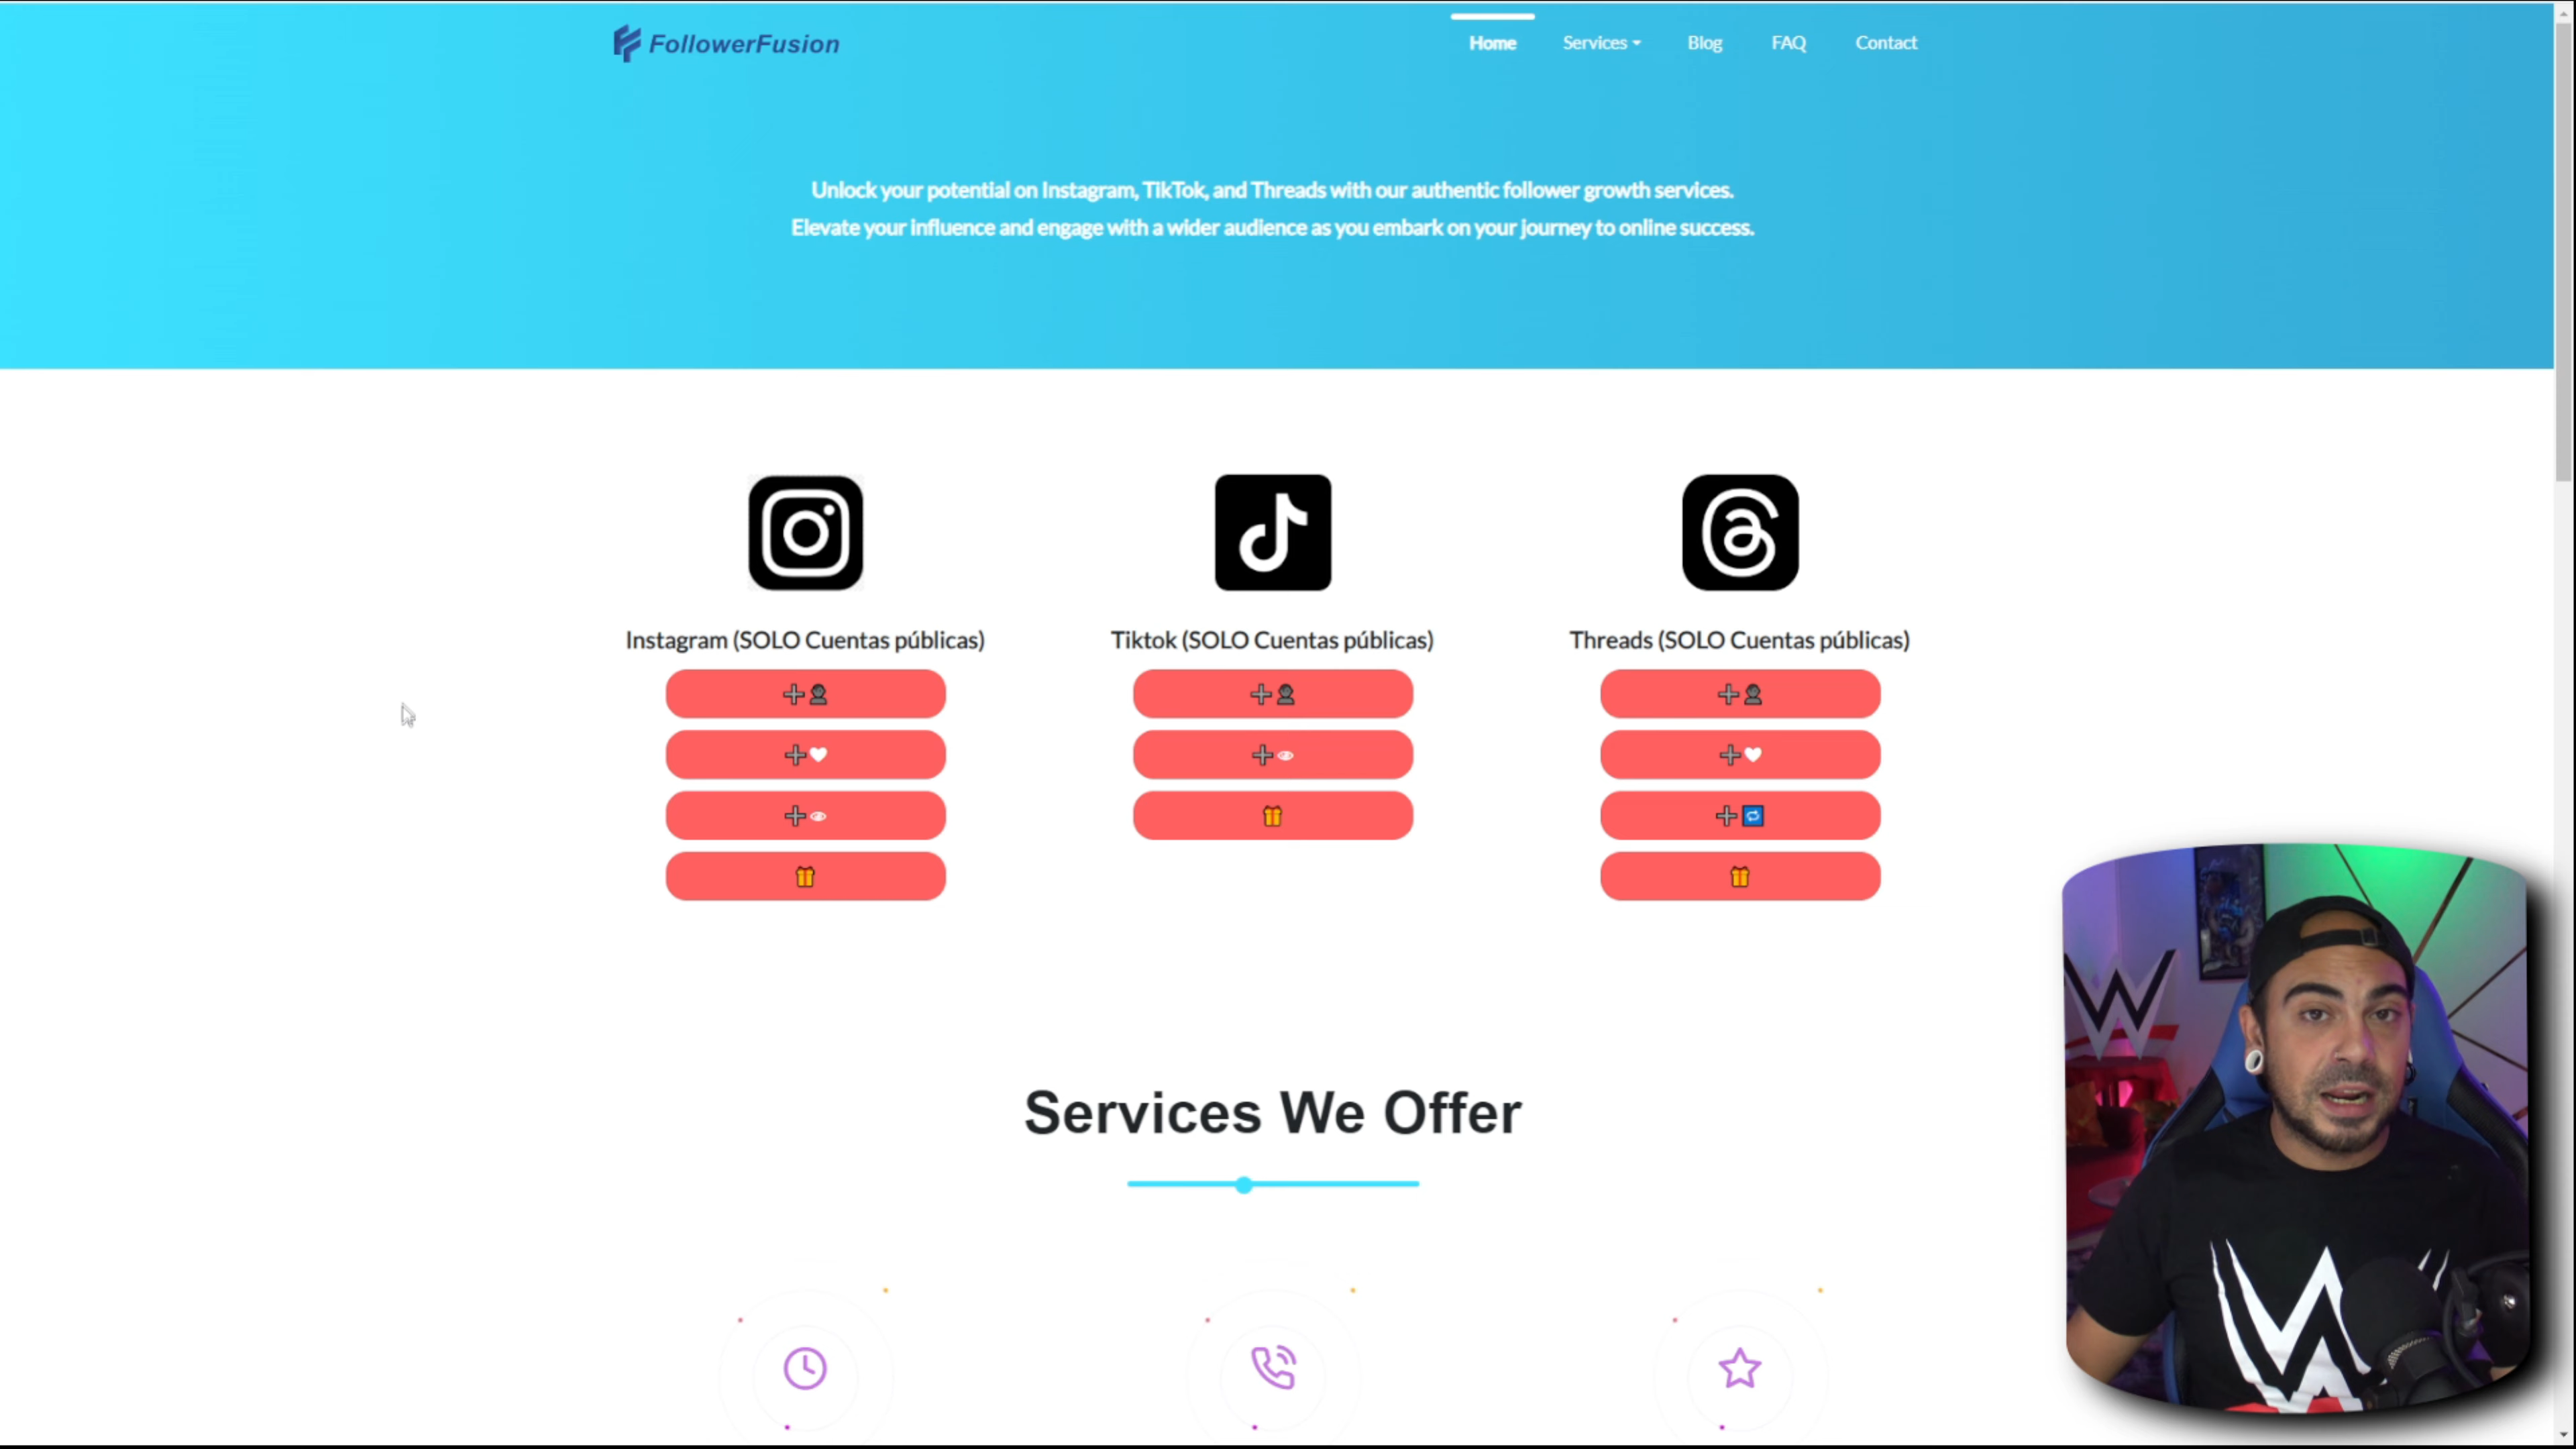 FollowerFusion
Home Services Blog FAQ Contact
Unlock your potential on Instagram, TikTok, and Threads with our authentic follower growth services.
Elevate your influence and engage with a wider audience as you embark on your journey to online success.
Instagram (SOLO Cuentas públicas)
Tiktok (SOLO Cuentas públicas)
Threads (SOLO Cuentas públicas)
Services We Offer